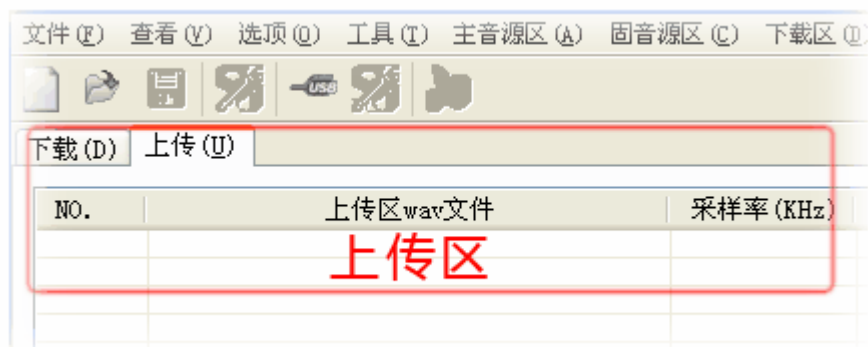 文件(F) 查看(V) 选项(O) 工具(T) 主音源区(A) 固音源区(C) 下载区(D)
USB
下载(D) 上传(U)
NO. 上传区wav文件 采样率(KHz)
上传区